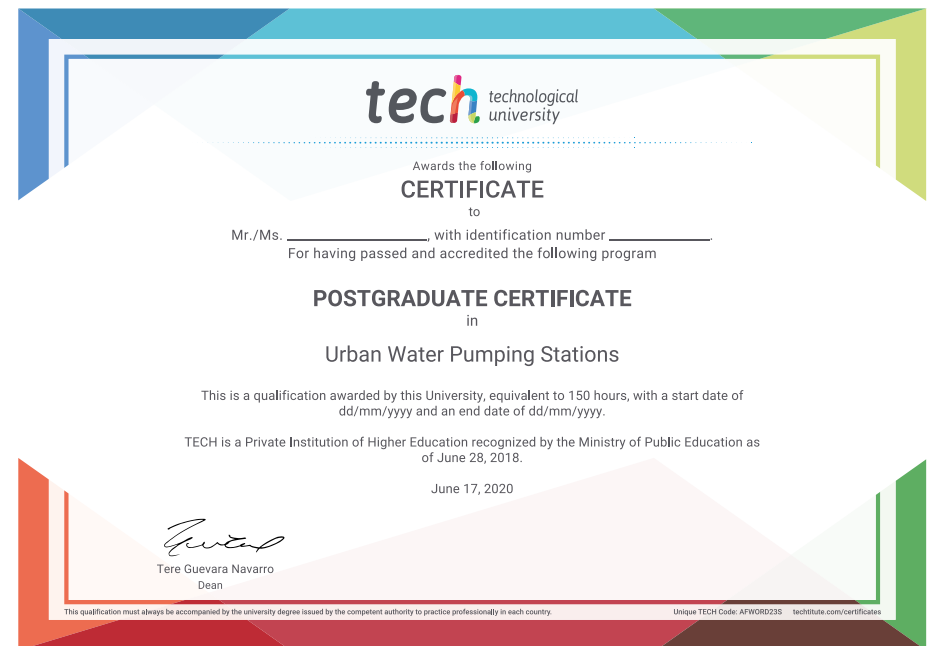 tech technological
university
Awards the following
CERTIFICATE
to
Mr./Ms. ____________________, with identification number ______________.
For having passed and accredited the following program
POSTGRADUATE CERTIFICATE
in
Urban Water Pumping Stations
This is a qualification awarded by this University, equivalent to 150 hours, with a start date of
dd/mm/yyyy and an end date of dd/mm/yyyy.
TECH is a Private Institution of Higher Education recognized by the Ministry of Public Education as
of June 28, 2018.
June 17, 2020
Tere Guevara Navarro
Dean
This qualification must always be accompanied by the university degree issued by the competent authority to practice professionally in each country.
Unique TECH Code: AFWORD23S techtitute.com/certificates